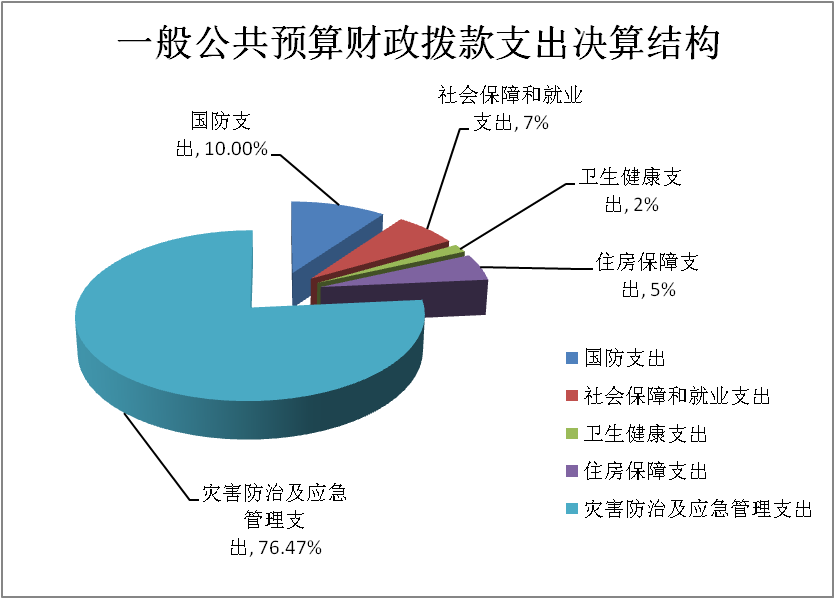 一般公共预算财政拨款支出决算结构
国防支
出, 10.00%
社会保障和就业
支出, 7%
卫生健康支
出, 2%
住房保障支
出, 5%
灾害防治及应急
管理支
出, 76.47%
国防支出
社会保障和就业支出
卫生健康支出
住房保障支出
灾害防治及应急管理支出